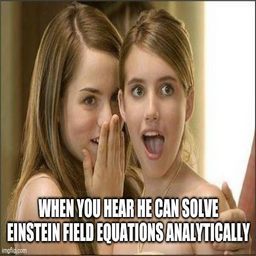 WHEN YOU HEAR HE CAN SOLVE
EINSTEIN FIELD EQUATIONS ANALYTICALLY
imgflip.com